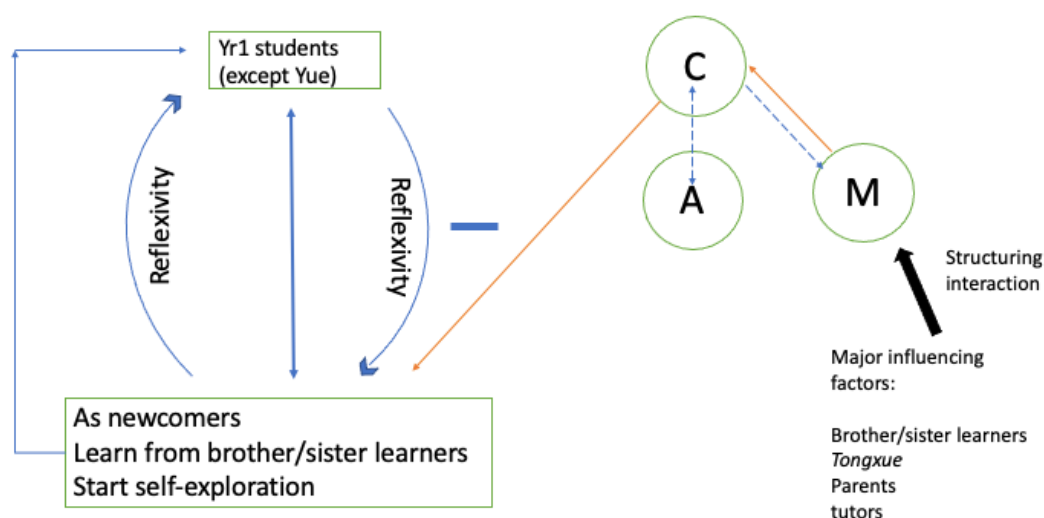 Yr1 students
(except Yue)
Reflexivity
Reflexivity
As newcomers
Learn from brother/sister learners
Start self-exploration
C
A
M
Structuring
interaction
Major influencing
factors:
Brother/sister learners
Tongxue
Parents
tutors